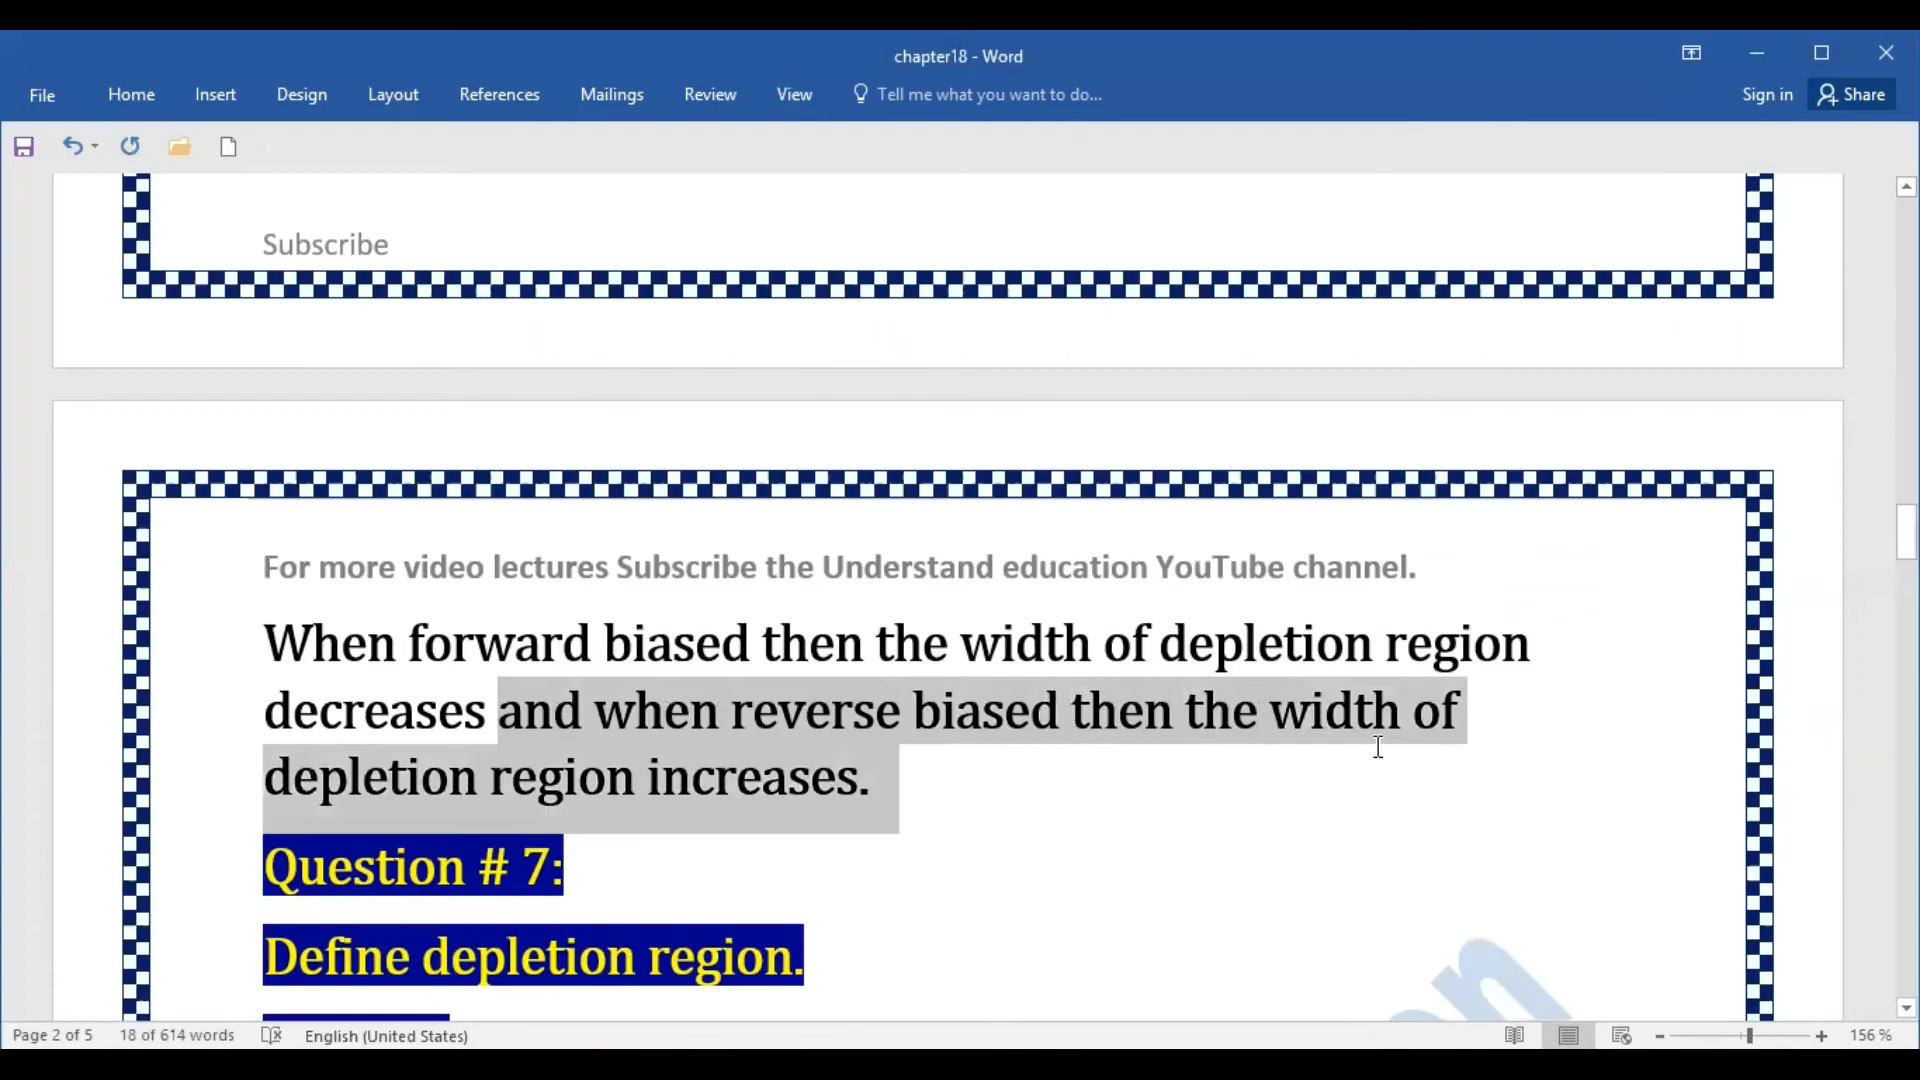 chapter18 - Word
File Home Insert Design Layout References Mailings Review View Tell me what you want to do... Sign in Share
Subscribe
For more video lectures Subscribe the Understand education YouTube channel.
When forward biased then the width of depletion region
decreases and when reverse biased then the width of
depletion region increases.
Question # 7:
Define depletion region.
on
Page 2 of 5 18 of 614 words English (United States) 156 %